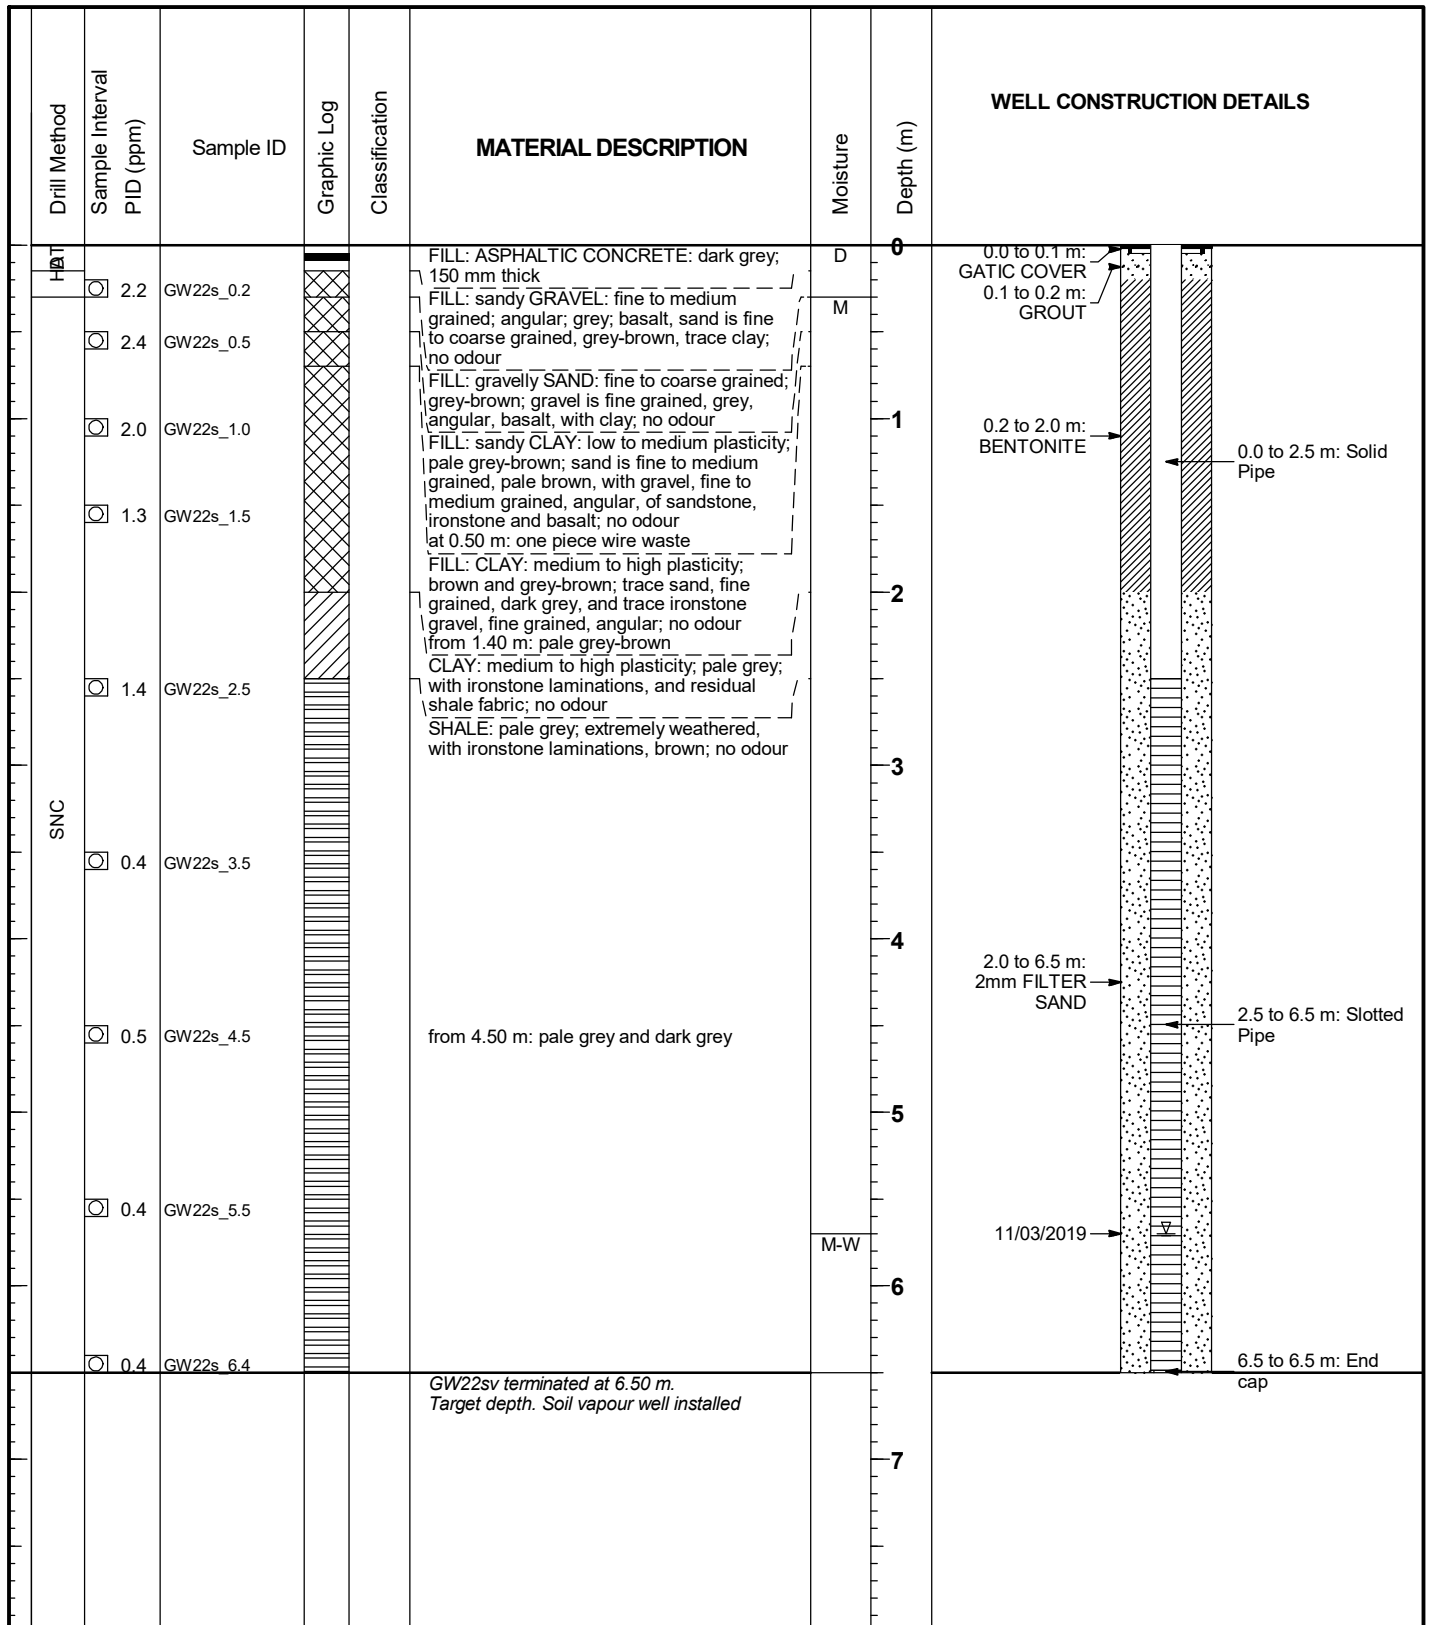 Drill Method
Sample Interval
PID (ppm)
Sample ID
Graphic Log
Classification
MATERIAL DESCRIPTION
Moisture
Depth (m)
WELL CONSTRUCTION DETAILS
SNC
2.2 GW22s_0.2
2.4 GW22s_0.5
2.0 GW22s_1.0
1.3 GW22s_1.5
1.4 GW22s_2.5
0.4 GW22s_3.5
0.5 GW22s_4.5
0.4 GW22s_5.5
0.4 GW22s_6.4
FILL: ASPHALTIC CONCRETE: dark grey;
150 mm thick
FILL: sandy GRAVEL: fine to medium
grained; angular; grey; basalt, sand is fine
to coarse grained, grey-brown, trace clay;
no odour
FILL: gravelly SAND: fine to coarse grained;
grey-brown; gravel is fine grained, grey,
angular, basalt, with clay; no odour
FILL: sandy CLAY: low to medium plasticity;
pale grey-brown; sand is fine to medium
grained, pale brown, with gravel, fine to
medium grained, angular, of sandstone,
ironstone and basalt; no odour
at 0.50 m: one piece wire waste
FILL: CLAY: medium to high plasticity;
brown and grey-brown; trace sand, fine
grained, dark grey, and trace ironstone
gravel, fine grained, angular; no odour
from 1.40 m: pale grey-brown
CLAY: medium to high plasticity; pale grey;
with ironstone laminations, and residual
shale fabric; no odour
SHALE: pale grey; extremely weathered,
with ironstone laminations, brown; no odour
from 4.50 m: pale grey and dark grey
GW22sv terminated at 6.50 m.
Target depth. Soil vapour well installed
D
M
M-W
0
1
2
3
4
5
6
7
0.0 to 0.1 m:
GATIC COVER
0.1 to 0.2 m:
GROUT
0.2 to 2.0 m:
BENTONITE
0.0 to 2.5 m: Solid
Pipe
2.0 to 6.5 m:
2mm FILTER
SAND
2.5 to 6.5 m: Slotted
Pipe
11/03/2019
6.5 to 6.5 m: End
cap